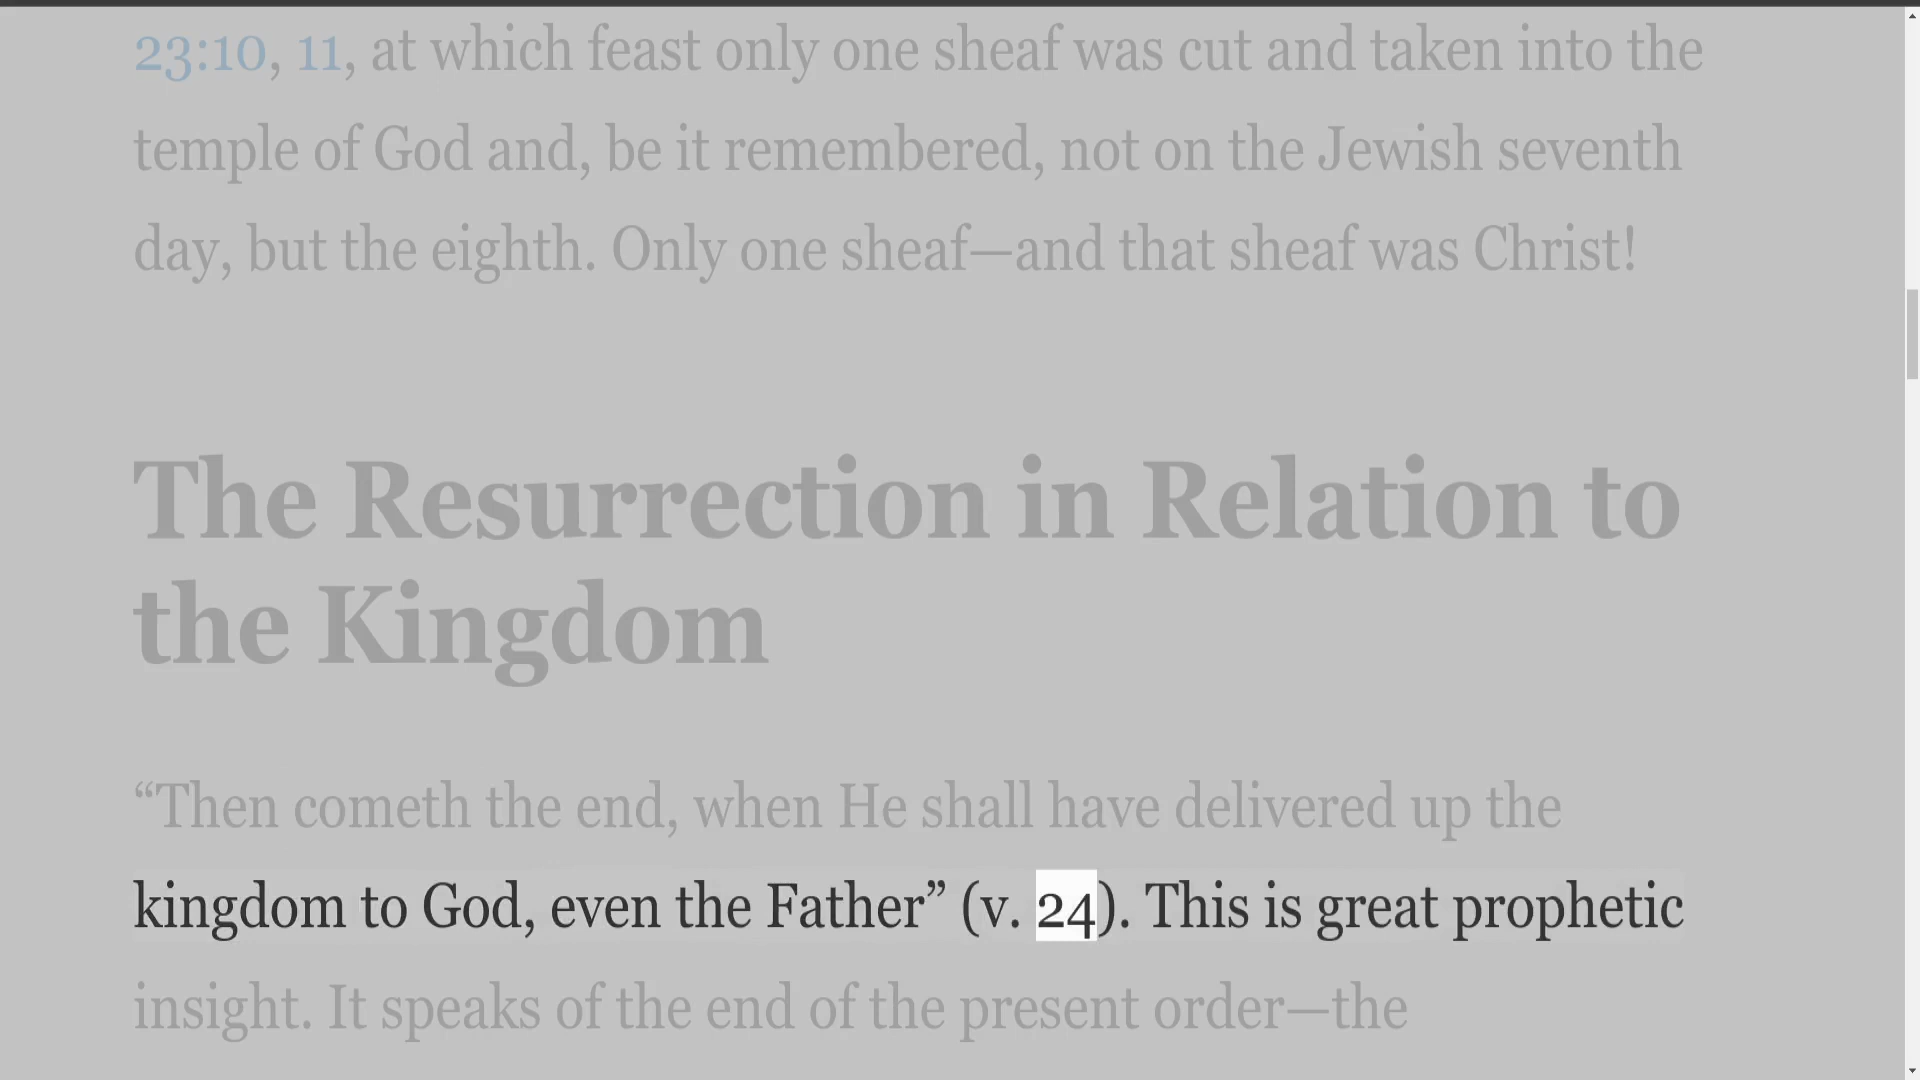 23:10, 11, at which feast only one sheaf was cut and taken into the
temple of God and, be it remembered, not on the Jewish seventh
day, but the eighth. Only one sheaf—and that sheaf was Christ!
The Resurrection in Relation to
the Kingdom
“Then cometh the end, when He shall have delivered up the
kingdom to God, even the Father” (v. 24). This is great prophetic
insight. It speaks of the end of the present order—the